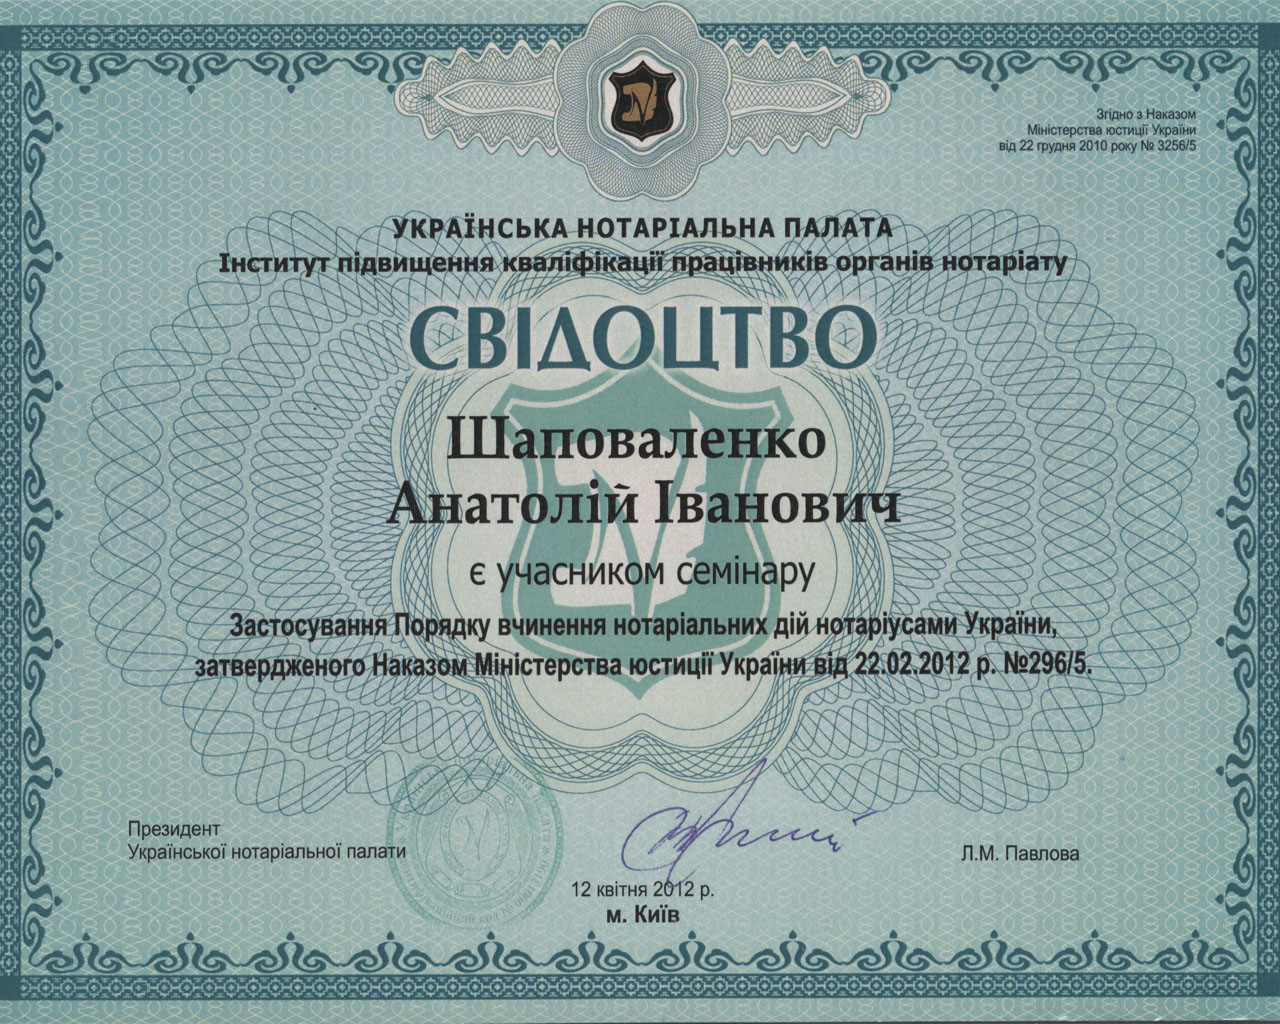 Згідно з Наказом
Міністерства юстиції України
від 22 грудня 2010 року № 3256/5
УКРАЇНСЬКА НОТАРІАЛЬНА ПАЛАТА
Інститут підвищення кваліфікації працівників органів нотаріату
СВІДОЦТВО
Шаповаленко
Анатолій Іванович
є учасником семінару
Застосування Порядку вчинення нотаріальних дій нотаріусами України,
затвердженого Наказом Міністерства юстиції України від 22.02.2012 р. №296/5.
Президент
Української нотаріальної палати
Л.М. Павлова
12 квітня 2012 р.
м. Київ